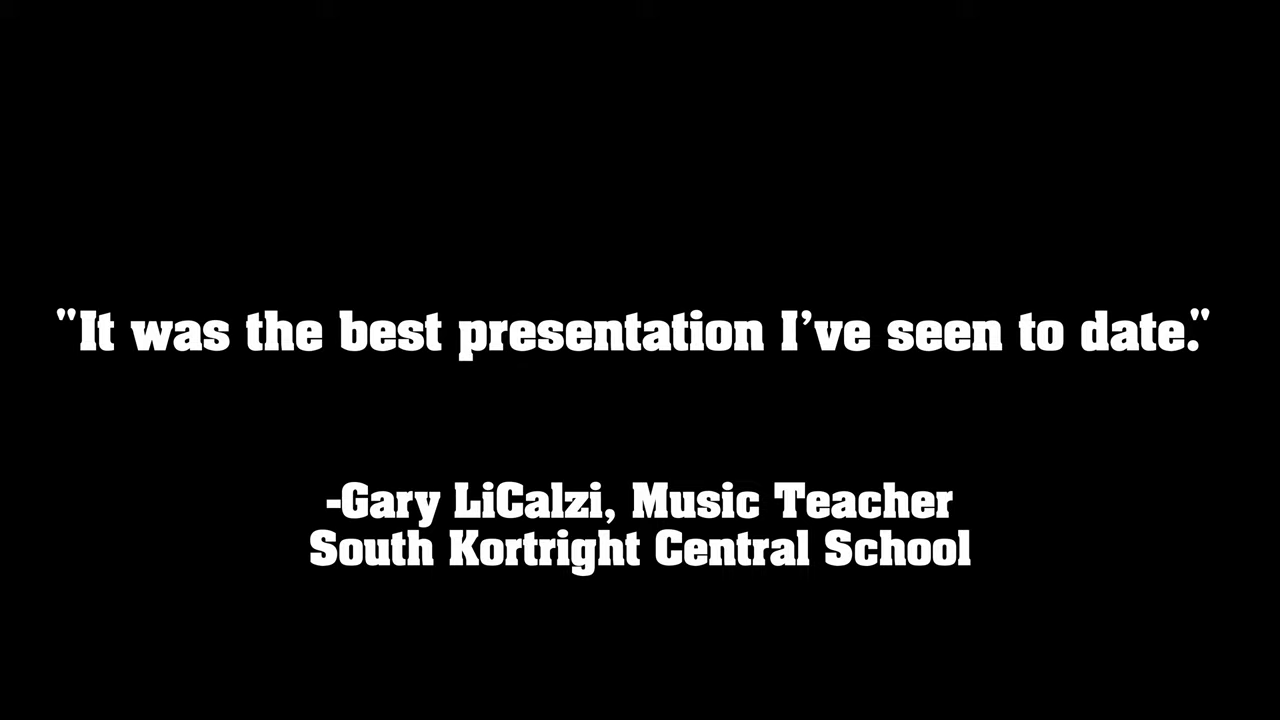 "It was the best presentation I’ve seen to date."
-Gary LiCalzi, Music Teacher
South Kortright Central School